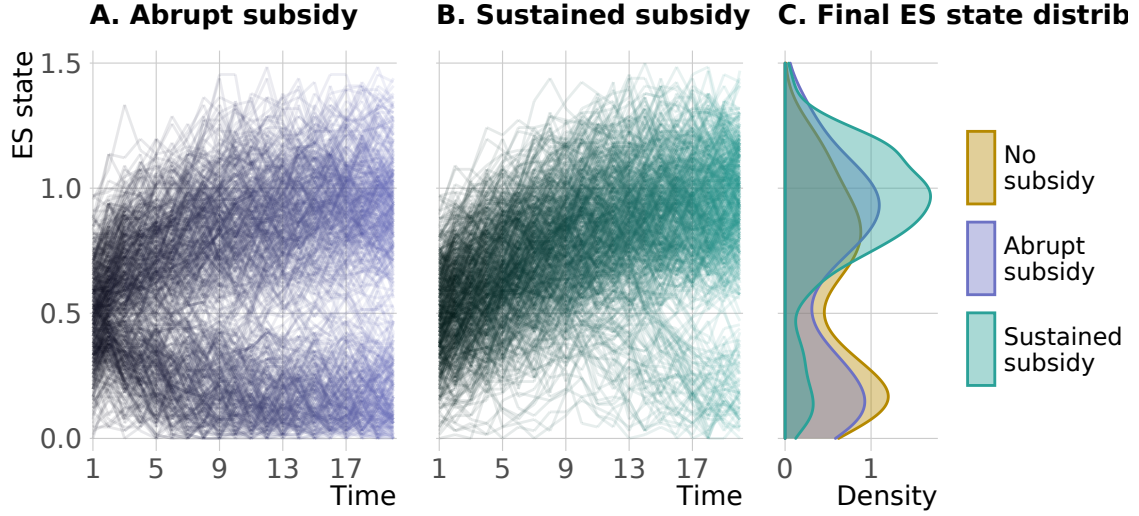 A. Abrupt subsidy
B. Sustained subsidy
C. Final ES state distrib
ES state
1.5
1.0
0.5
0.0
1 5 9 13 17
Time
1 5 9 13 17
Time
0 1
Density
No
subsidy
Abrupt
subsidy
Sustained
subsidy